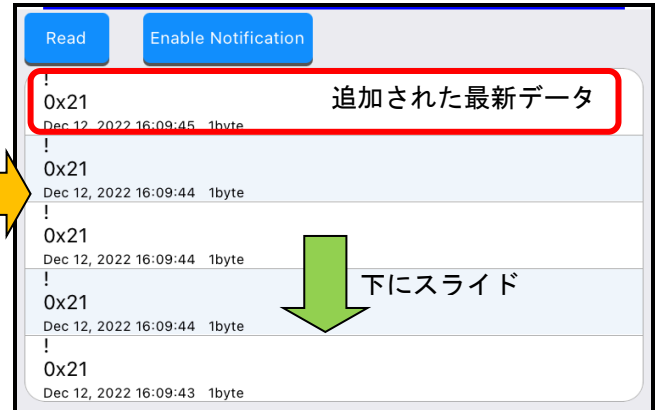 Read Enable Notification
!
0x21
追加された最新データ
Dec 12, 2022 16:09:45 1byte
!
0x21
Dec 12, 2022 16:09:44 1byte
!
0x21
Dec 12, 2022 16:09:44 1byte
!
0x21
下にスライド
Dec 12, 2022 16:09:44 1byte
!
0x21
Dec 12, 2022 16:09:43 1byte